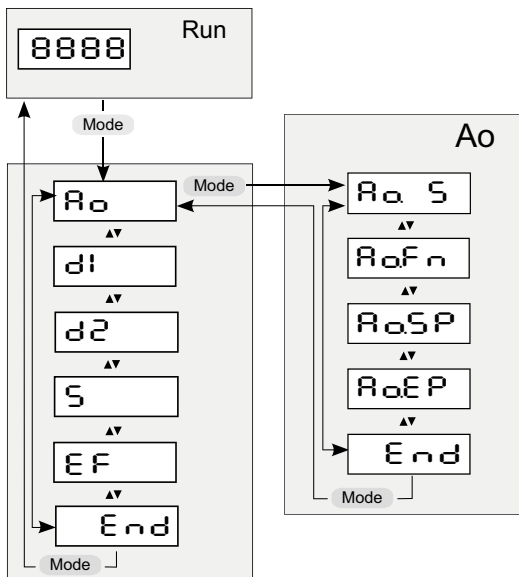 8888
Run
Mode
Ao
Ao
Mode
Ao. S
d1
Ao.Fn
d2
Ao.SP
S
Ao.EP
EF
End
Mode
End
Mode